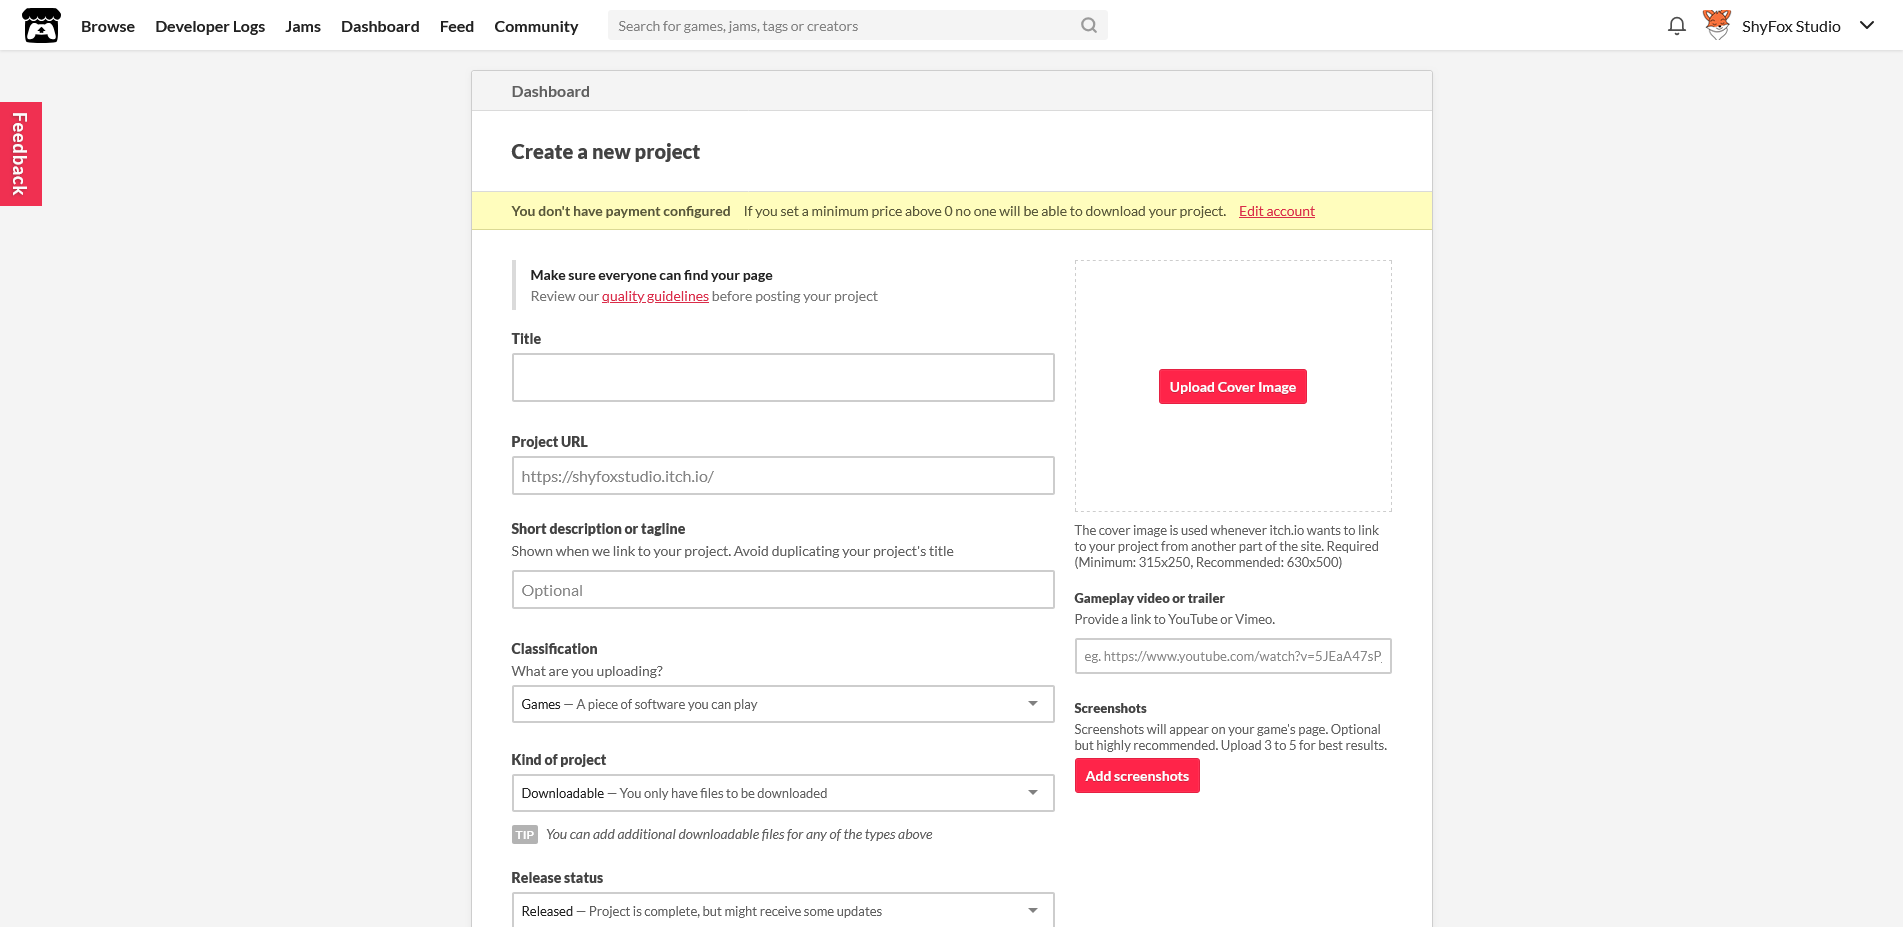 Browse Developer Logs Jams Dashboard Feed Community Search for games, jams, tags or creators ShyFox Studio
Feedback
Dashboard
Create a new project
You don't have payment configured If you set a minimum price above 0 no one will be able to download your project. Edit account
Make sure everyone can find your page
Review our quality guidelines before posting your project
Title
Project URL
https://shyfoxstudio.itch.io/
Short description or tagline
Shown when we link to your project. Avoid duplicating your project's title
Optional
Classification
What are you uploading?
Games — A piece of software you can play
Kind of project
Downloadable — You only have files to be downloaded
TIP You can add additional downloadable files for any of the types above
Release status
Released — Project is complete, but might receive some updates
Upload Cover Image
The cover image is used whenever itch.io wants to link
to your project from another part of the site. Required
(Minimum: 315x250, Recommended: 630x500)
Gameplay video or trailer
Provide a link to YouTube or Vimeo.
eg. https://www.youtube.com/watch?v=5JEaA47sP
Screenshots
Screenshots will appear on your game's page. Optional
but highly recommended. Upload 3 to 5 for best results.
Add screenshots